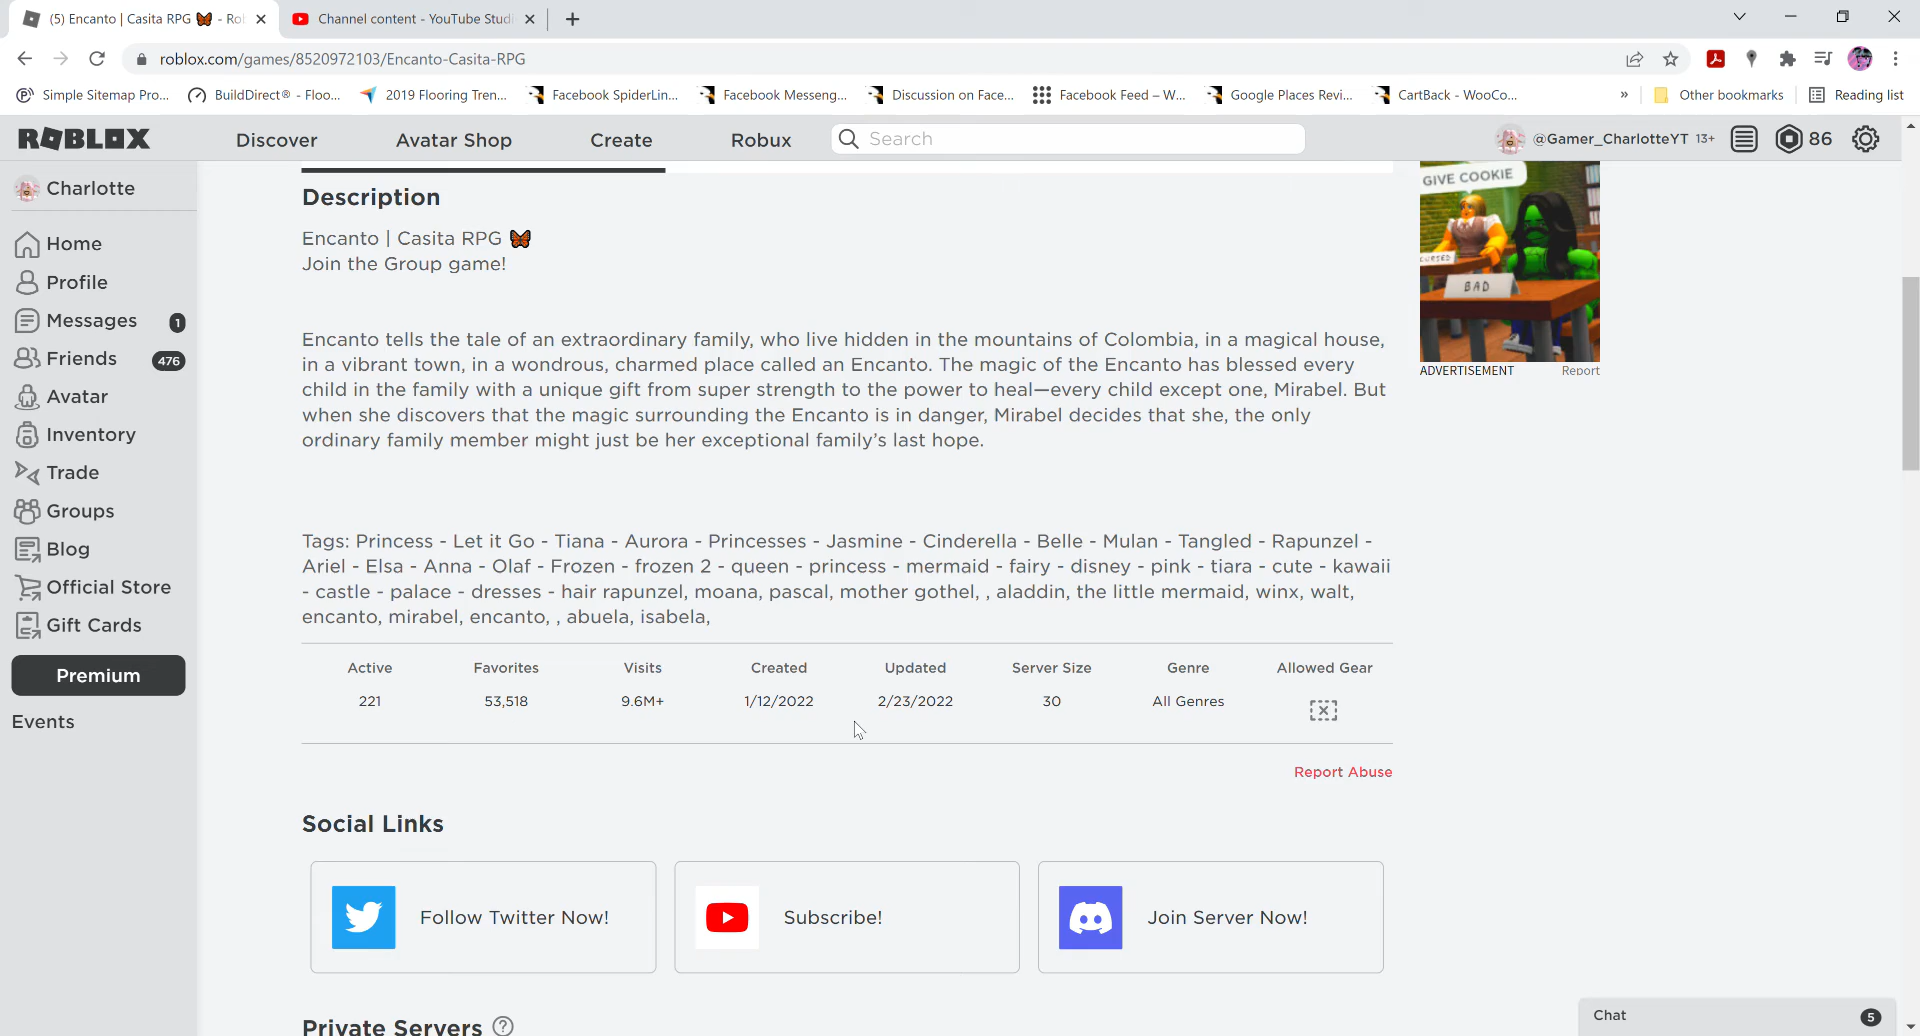 (5) Encanto | Casita RPG 🦋 - Ro
Channel content - YouTube Studi
roblox.com/games/8520972103/Encanto-Casita-RPG
Simple Sitemap Pro...
BuildDirect® - Floo...
2019 Flooring Tren...
Facebook SpiderLin...
Facebook Messeng...
Discussion on Face...
Facebook Feed – W...
Google Places Revi...
CartBack - WooCo...
»
Other bookmarks
Reading list
ROBLOX
Discover
Avatar Shop
Create
Robux
Search
@Gamer_CharlotteYT 13+
86
Charlotte
Home
Profile
Messages 1
Friends 476
Avatar
Inventory
Trade
Groups
Blog
Official Store
Gift Cards
Premium
Events
Description
Encanto | Casita RPG 🦋
Join the Group game!
Encanto tells the tale of an extraordinary family, who live hidden in the mountains of Colombia, in a magical house,
in a vibrant town, in a wondrous, charmed place called an Encanto. The magic of the Encanto has blessed every
child in the family with a unique gift from super strength to the power to heal—every child except one, Mirabel. But
when she discovers that the magic surrounding the Encanto is in danger, Mirabel decides that she, the only
ordinary family member might just be her exceptional family’s last hope.
Tags: Princess - Let it Go - Tiana - Aurora - Princesses - Jasmine - Cinderella - Belle - Mulan - Tangled - Rapunzel -
Ariel - Elsa - Anna - Olaf - Frozen - frozen 2 - queen - princess - mermaid - fairy - disney - pink - tiara - cute - kawaii
- castle - palace - dresses - hair rapunzel, moana, pascal, mother gothel, , aladdin, the little mermaid, winx, walt,
encanto, mirabel, encanto, , abuela, isabela,
Active Favorites Visits Created Updated Server Size Genre Allowed Gear
221 53,518 9.6M+ 1/12/2022 2/23/2022 30 All Genres
Report Abuse
Social Links
Follow Twitter Now!
Subscribe!
Join Server Now!
Private Servers ?
GIVE COOKIE
CURSED
BAD
ADVERTISEMENT
Report
Chat 5